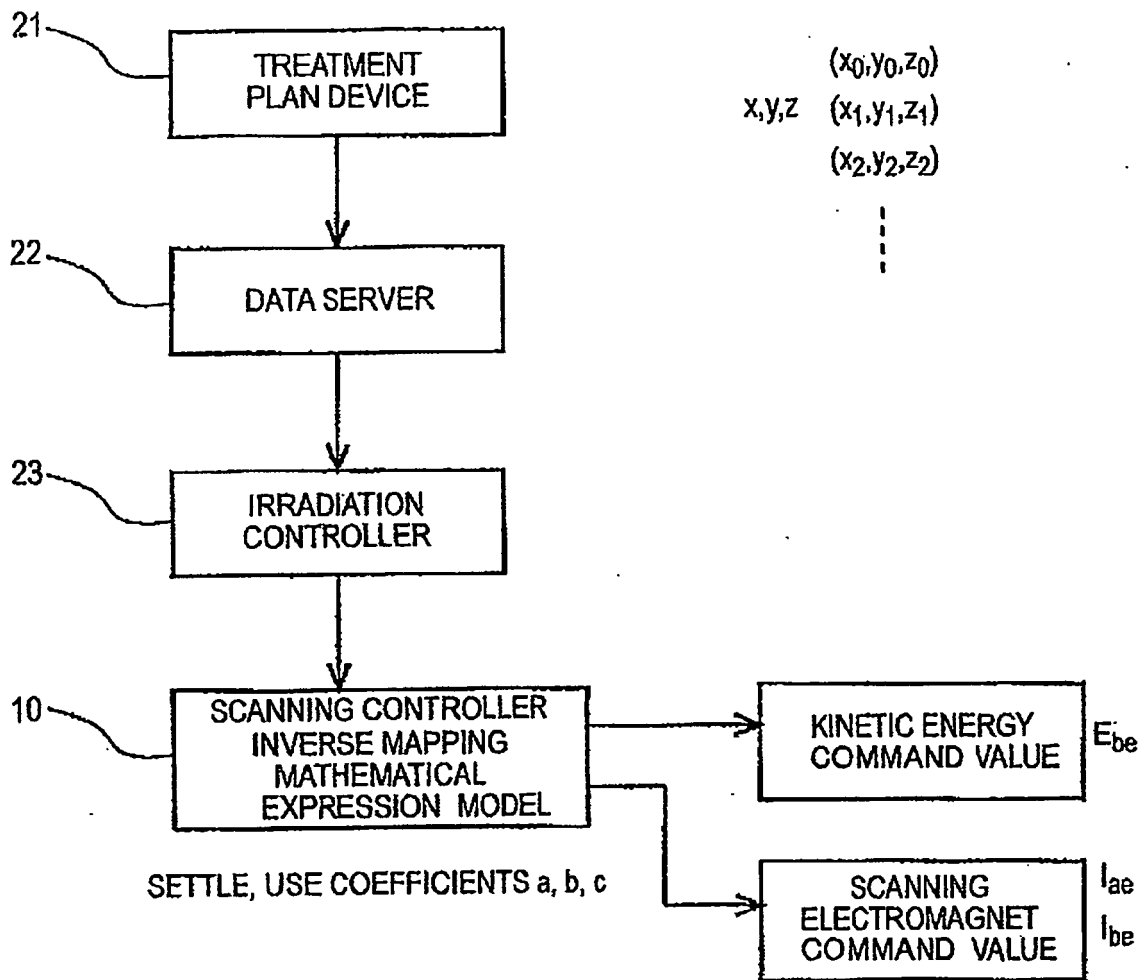 21
TREATMENT
PLAN DEVICE
(x0,y0,z0)
x,y,z (x1,y1,z1)
(x2,y2,z2)
22
DATA SERVER
23
IRRADIATION
CONTROLLER
10
SCANNING CONTROLLER
INVERSE MAPPING
MATHEMATICAL
EXPRESSION MODEL
KINETIC ENERGY
COMMAND VALUE
Ebe
SETTLE, USE COEFFICIENTS a, b, c
SCANNING
ELECTROMAGNET
COMMAND VALUE
Iae
Ibe